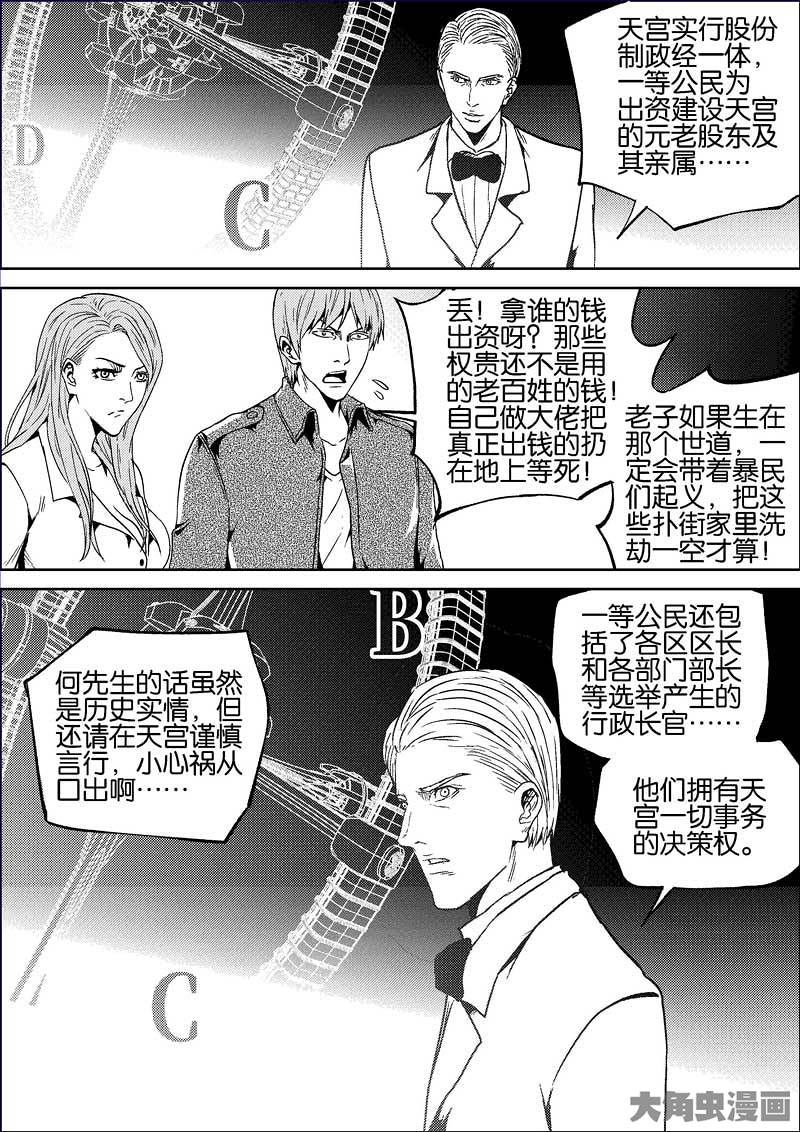 天宫实行股份
制政经一体，
一等公民为
出资建设天宫
的元老股东及
其亲属……
D
C
丢！拿谁的钱
出资呀？那些
权贵还不是用
的老百姓的钱！
自己做大佬把
真正出钱的扔
在地上等死！
老子如果生在
那个世道，一
定会带着暴民
们起义，把这
些扑街家里洗
劫一空才算！
B
何先生的话虽然
是历史实情，但
还请在天宫谨慎
言行，小心祸从
口出啊……
一等公民还包
括了各区区长
和各部门部长
等选举产生的
行政长官……
他们拥有天
宫一切事务
的决策权。
C
大角虫漫画